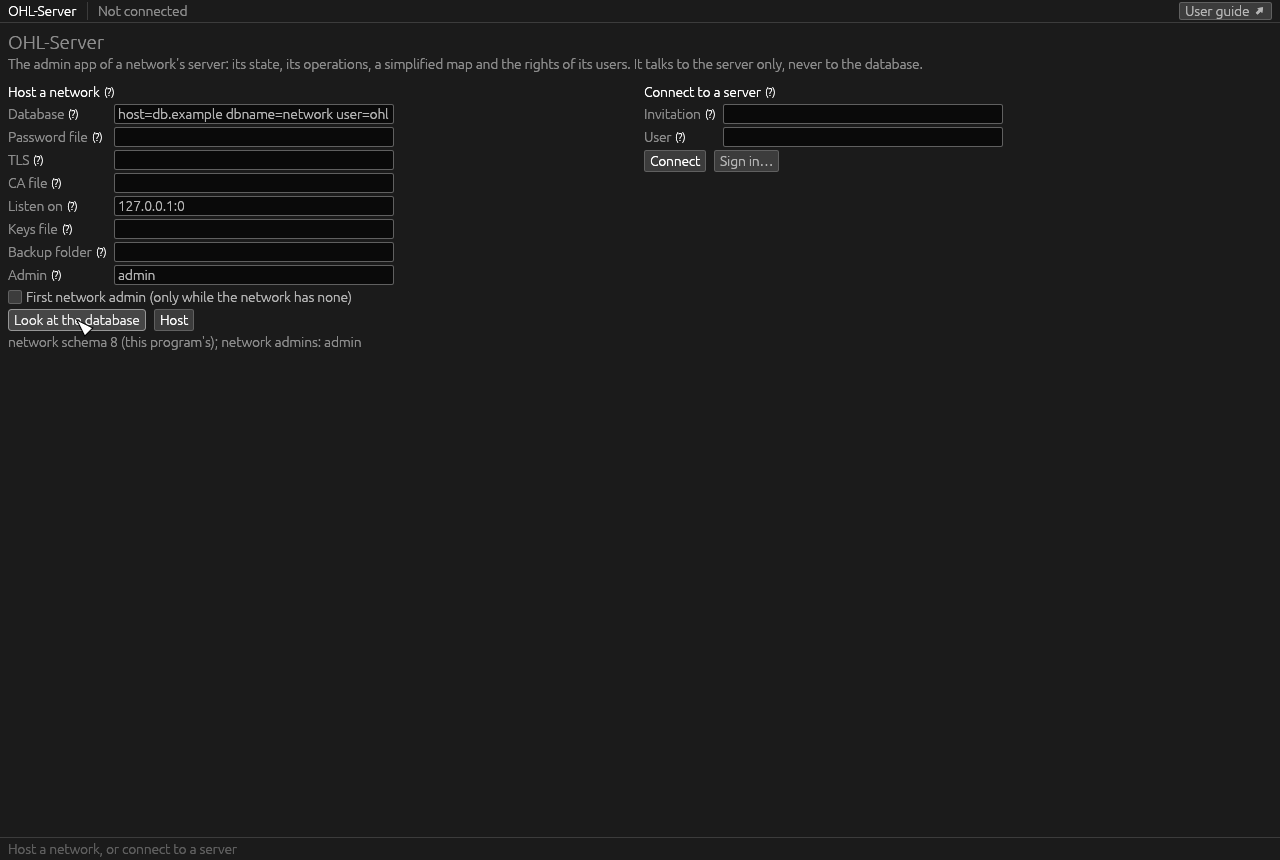 OHL-Server
Not connected
User guide
OHL-Server
The admin app of a network's server: its state, its operations, a simplified map and the rights of its users. It talks to the server only, never to the database.
Host a network (?)
Database (?) host=db.example dbname=network user=ohl
Password file (?)
TLS (?)
CA file (?)
Listen on (?) 127.0.0.1:0
Keys file (?)
Backup folder (?)
Admin (?) admin
First network admin (only while the network has none)
Look at the database
Host
network schema 8 (this program's); network admins: admin
Connect to a server (?)
Invitation (?)
User (?)
Connect
Sign in...
Host a network, or connect to a server